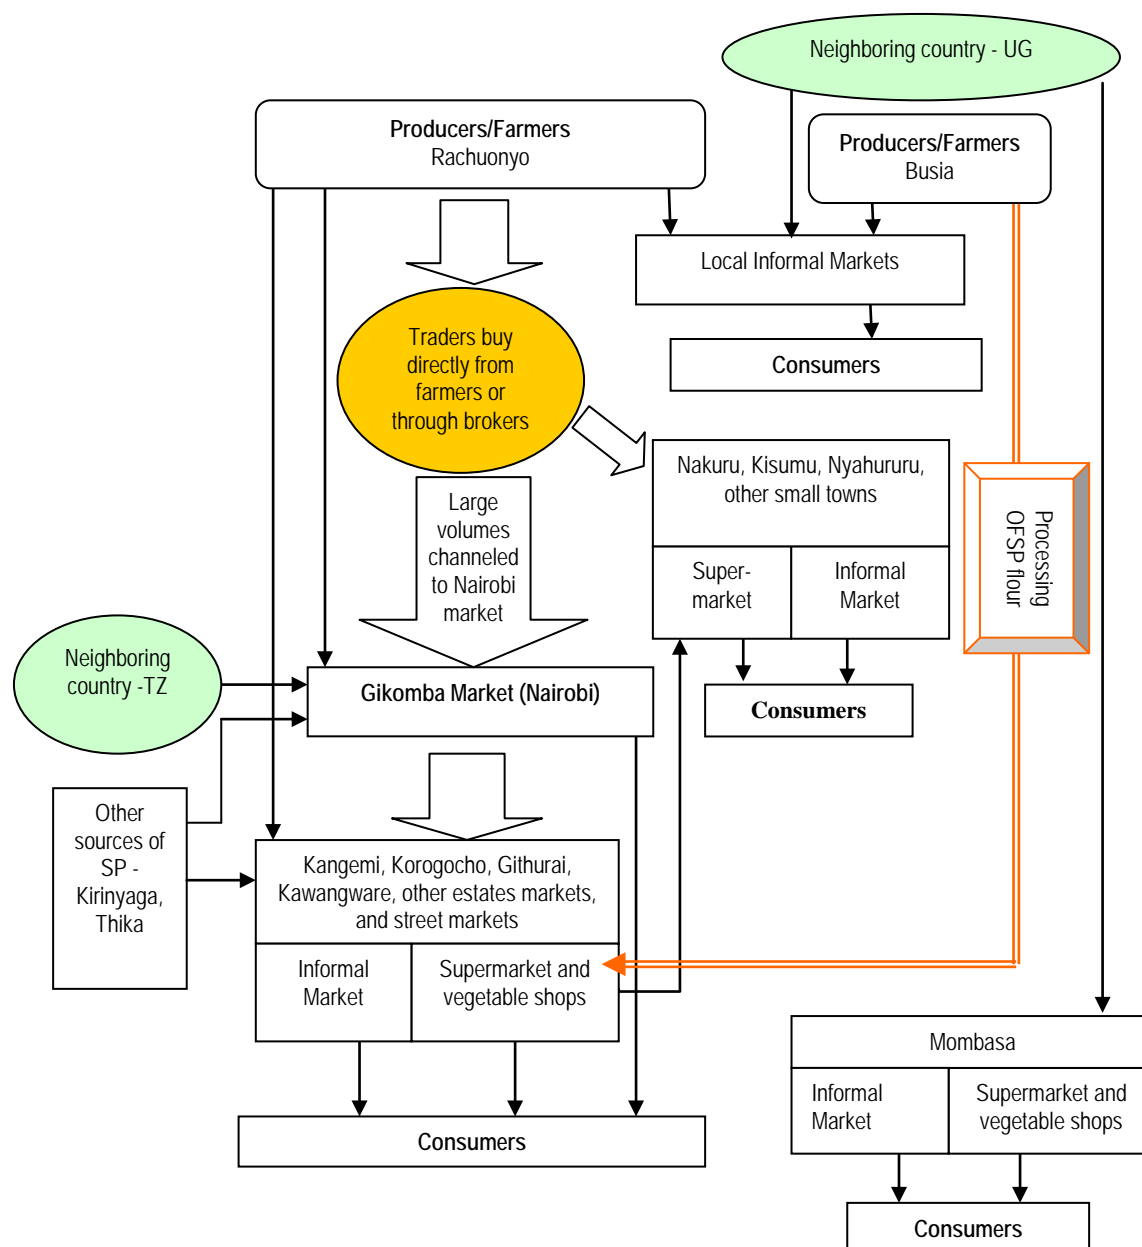 Neighboring country - UG
Producers/Farmers
Rachuonyo
Producers/Farmers
Busia
Local Informal Markets
Consumers
Traders buy
directly from
farmers or
through brokers
Nakuru, Kisumu, Nyahururu,
other small towns
Super-
market
Informal
Market
Consumers
Processing
OFSP flour
Large
volumes
channeled
to Nairobi
market
Neighboring
country -TZ
Gikomba Market (Nairobi)
Other
sources of
SP -
Kirinyaga,
Thika
Kangemi, Korogocho, Githurai,
Kawangware, other estates markets,
and street markets
Informal
Market
Supermarket and
vegetable shops
Consumers
Mombasa
Informal
Market
Supermarket and
vegetable shops
Consumers